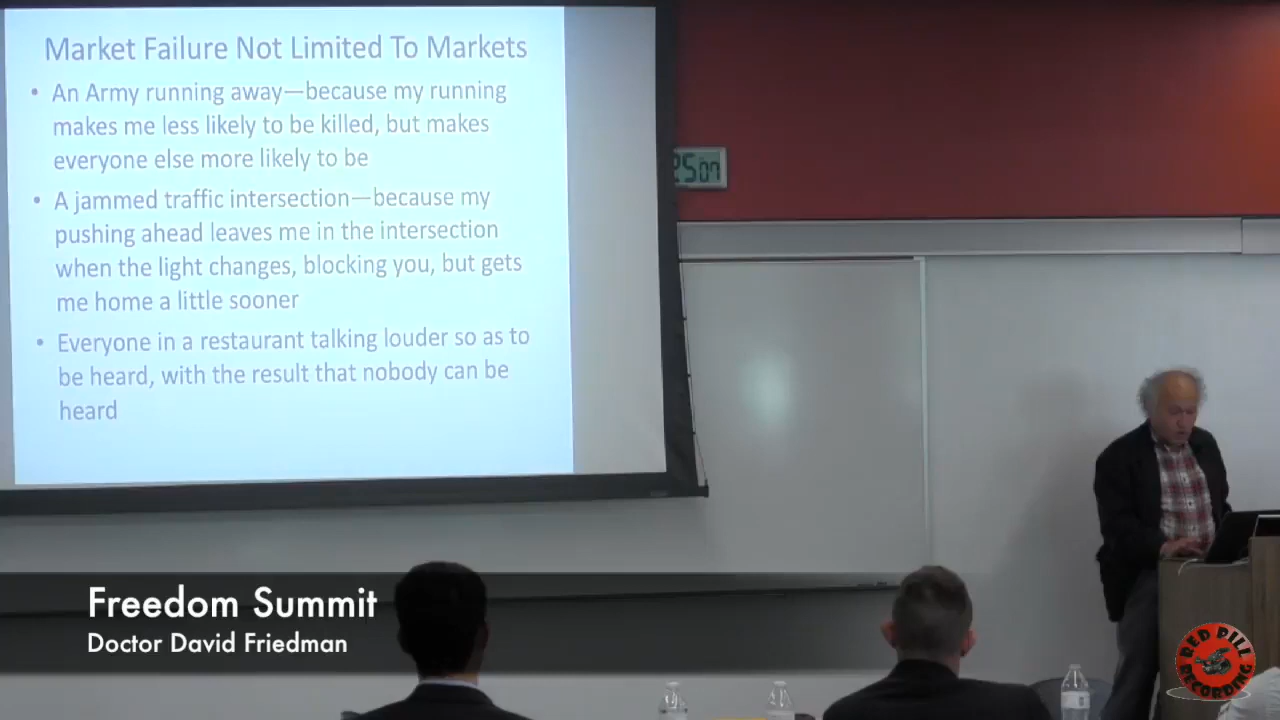 Market Failure Not Limited To Markets
• An Army running away—because my running
makes me less likely to be killed, but makes
everyone else more likely to be
• A jammed traffic intersection—because my
pushing ahead leaves me in the intersection
when the light changes, blocking you, but gets
me home a little sooner
• Everyone in a restaurant talking louder so as to
be heard, with the result that nobody can be
heard
Freedom Summit
Doctor David Friedman
RED PILL
RECORDING